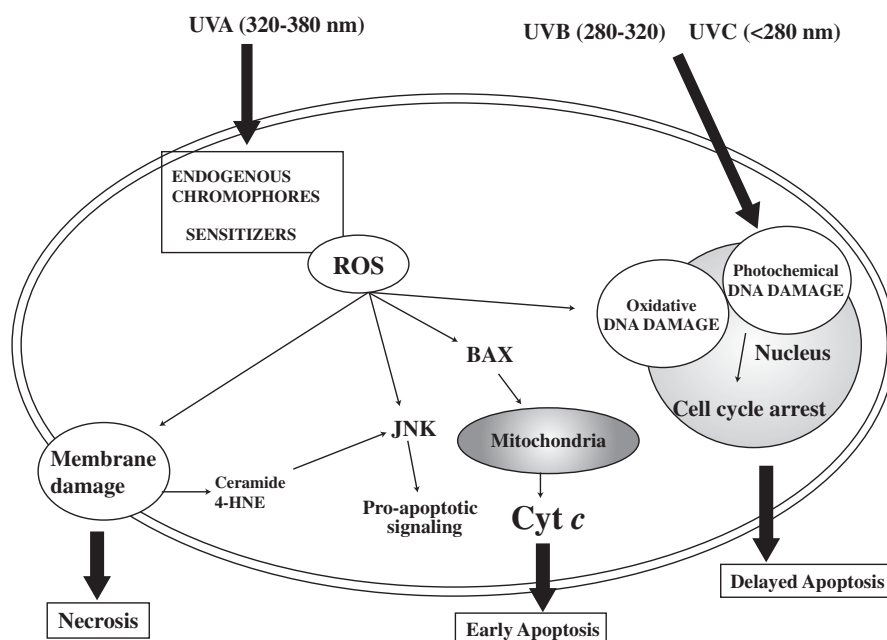 UVA (320-380 nm)
UVB (280-320) UVC (<280 nm)
ENDOGENOUS
CHROMOPHORES
SENSITIZERS
ROS
Photochemical
DNA DAMAGE
Oxidative
DNA DAMAGE
Nucleus
Cell cycle arrest
BAX
JNK
Mitochondria
Membrane
damage
Ceramide
4-HNE
Pro-apoptotic
signaling
Cyt c
Delayed Apoptosis
Necrosis
Early Apoptosis